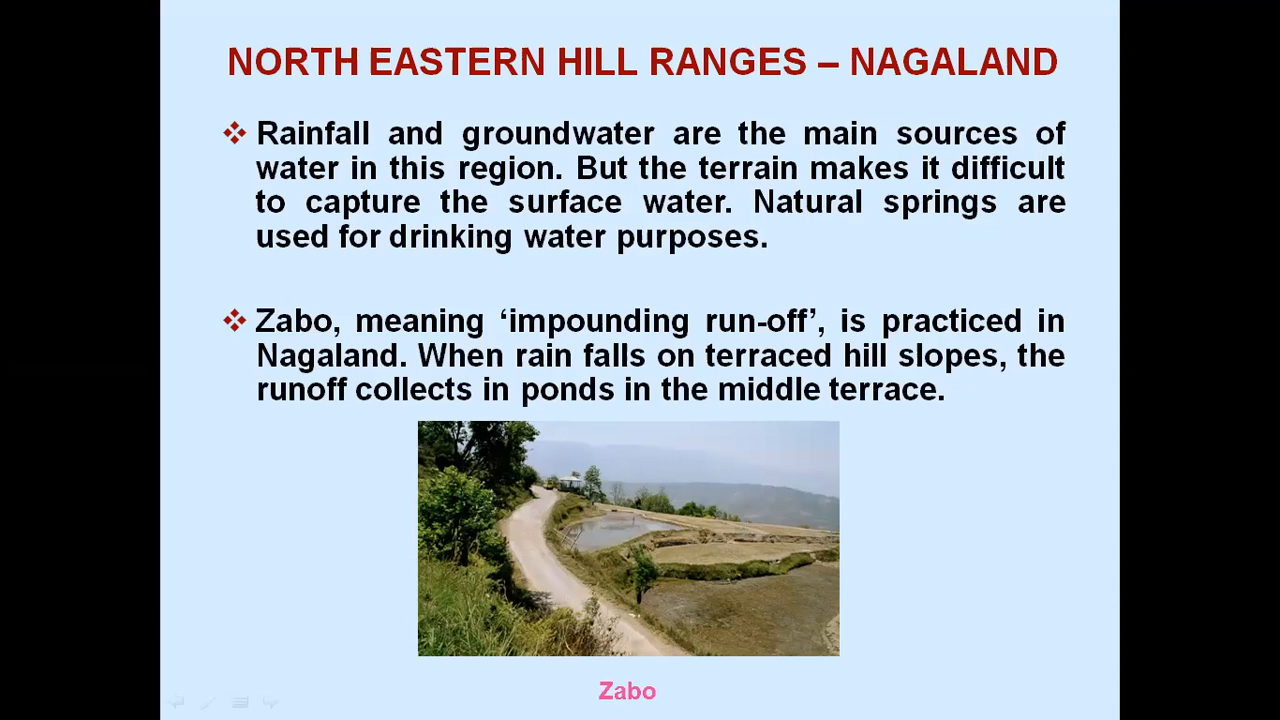 NORTH EASTERN HILL RANGES – NAGALAND
Rainfall and groundwater are the main sources of
water in this region. But the terrain makes it difficult
to capture the surface water. Natural springs are
used for drinking water purposes.
Zabo, meaning ‘impounding run-off’, is practiced in
Nagaland. When rain falls on terraced hill slopes, the
runoff collects in ponds in the middle terrace.
Zabo